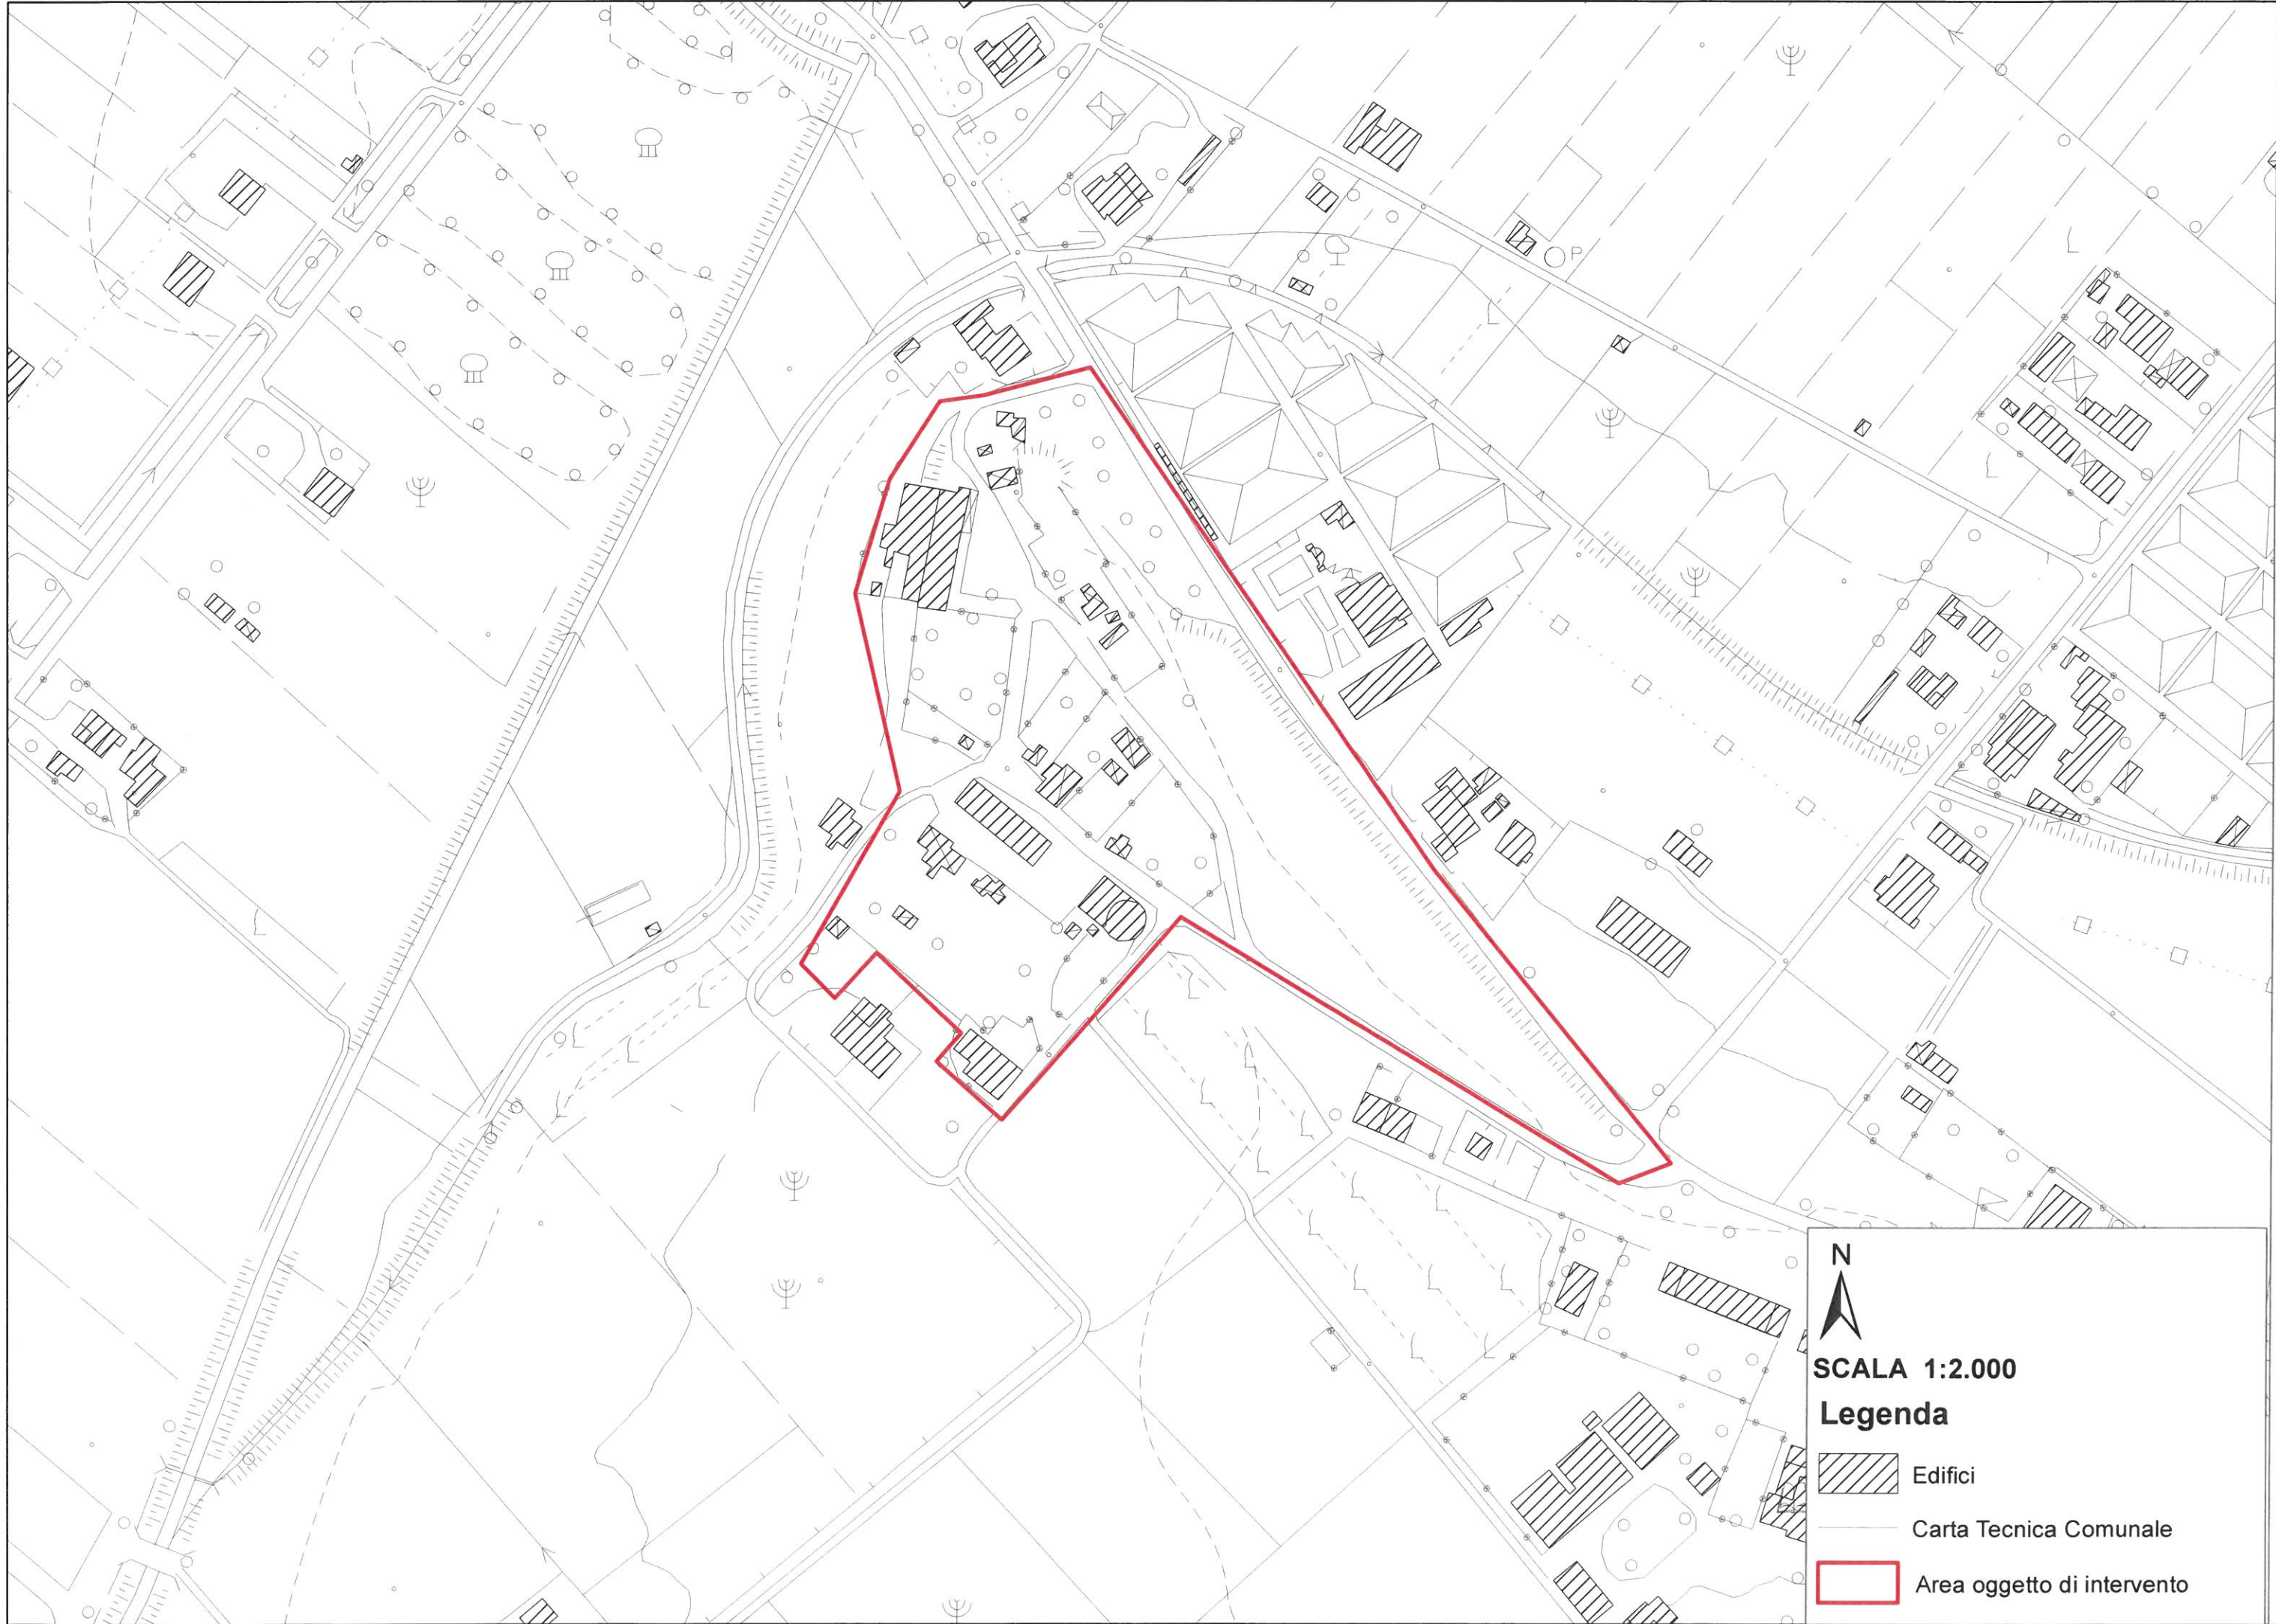 P
N
SCALA 1:2.000
Legenda
Edifici
Carta Tecnica Comunale
Area oggetto di intervento